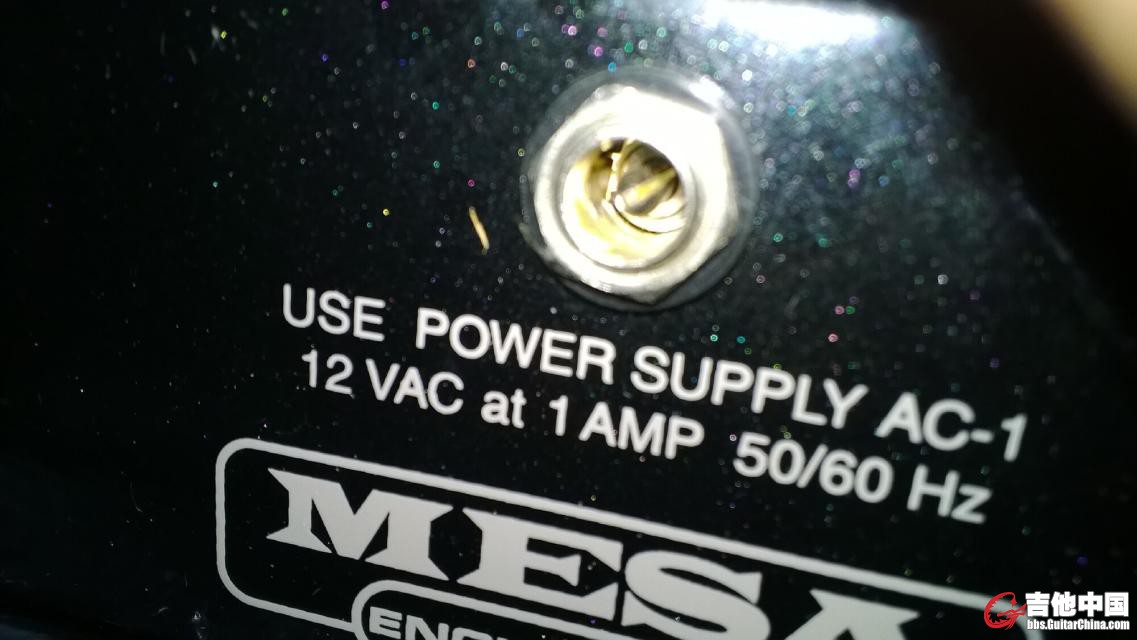 USE POWER SUPPLY AC-1
12 VAC at 1 AMP 50/60 Hz
MESA
吉他中国
bbs.GuitarChina.com